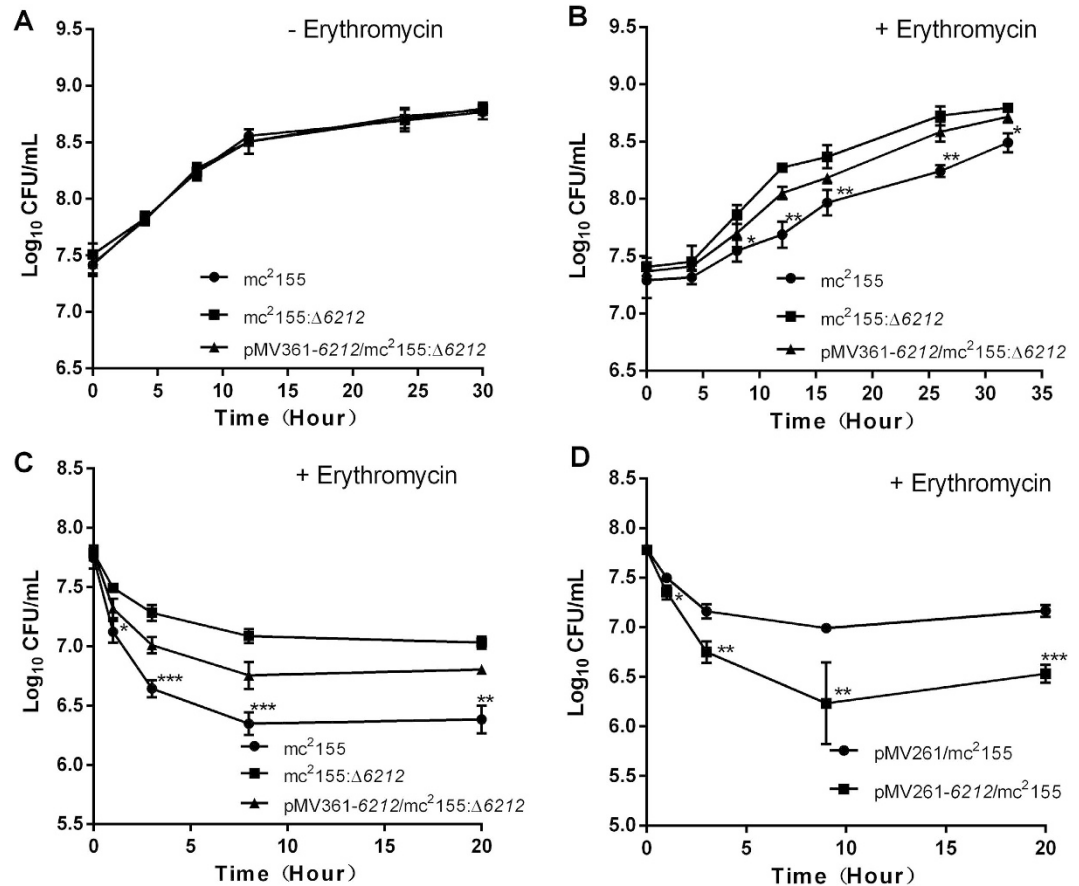 A
- Erythromycin
9.5
9.0
8.5
8.0
7.5
7.0
6.5
Log₁₀ CFU/mL
mc²155
mc²155:Δ6212
pMV361-6212/mc²155:Δ6212
0 5 10 15 20 25 30
Time (Hour)
B
+ Erythromycin
9.5
9.0
8.5
8.0
7.5
7.0
6.5
Log₁₀ CFU/mL
* ** ** ** *
mc²155
mc²155:Δ6212
pMV361-6212/mc²155:Δ6212
0 5 10 15 20 25 30 35
Time (Hour)
C
+ Erythromycin
8.5
8.0
7.5
7.0
6.5
6.0
5.5
Log₁₀ CFU/mL
* *** *** **
mc²155
mc²155:Δ6212
pMV361-6212/mc²155:Δ6212
0 5 10 15 20
Time (Hour)
D
+ Erythromycin
8.5
8.0
7.5
7.0
6.5
6.0
5.5
5.0
Log₁₀ CFU/mL
* ** ** ***
pMV261/mc²155
pMV261-6212/mc²155
0 5 10 15 20
Time (Hour)